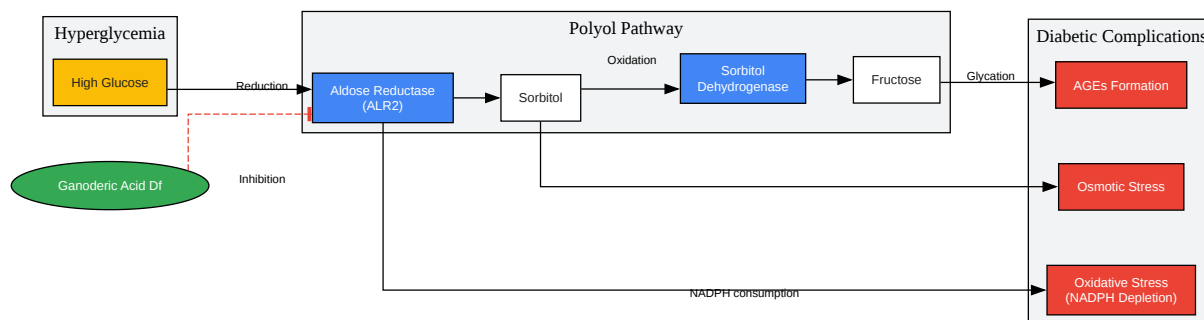 Hyperglycemia
High Glucose
Reduction
Ganoderic Acid Df
Inhibition
Polyol Pathway
Aldose Reductase
(ALR2)
Sorbitol
Oxidation
Sorbitol
Dehydrogenase
Fructose
Glycation
NADPH consumption
Diabetic Complications
AGEs Formation
Osmotic Stress
Oxidative Stress
(NADPH Depletion)